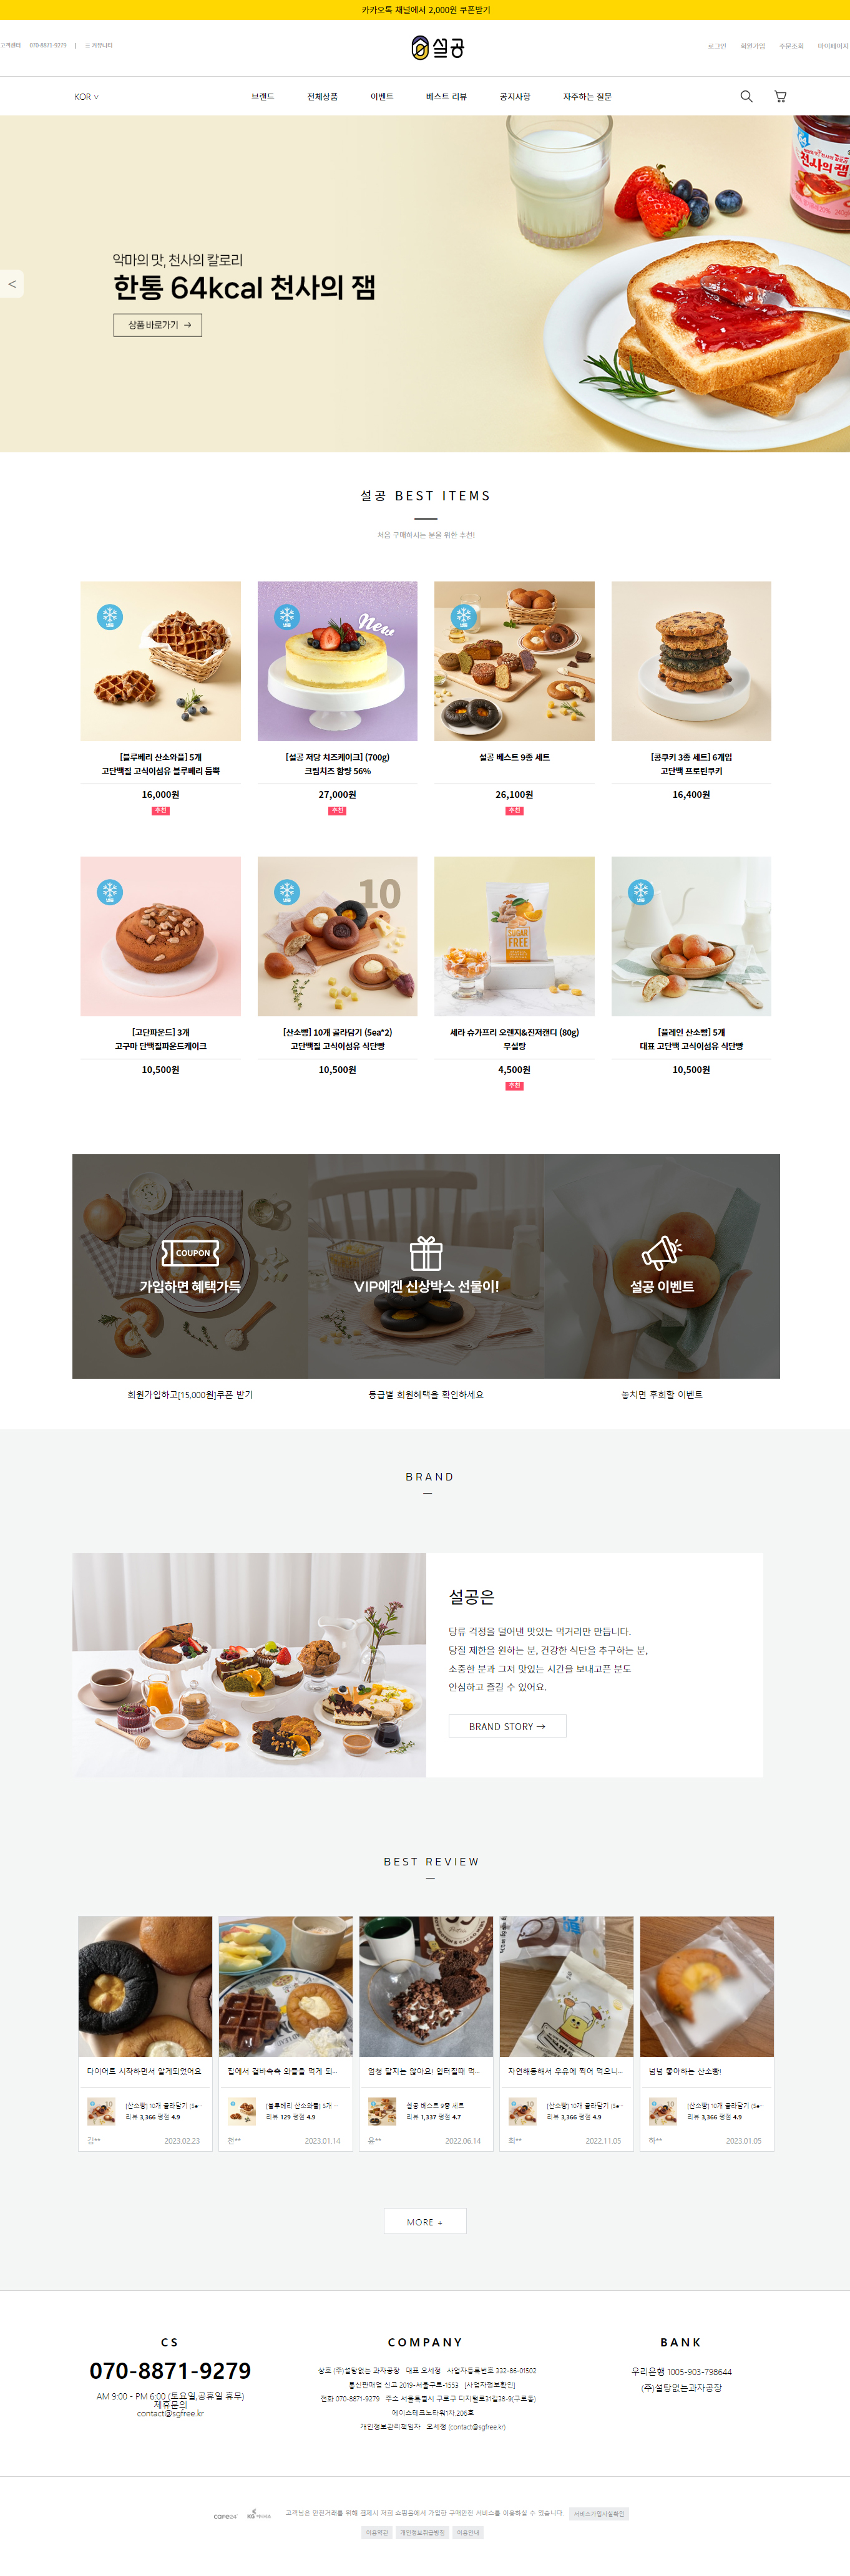 카카오톡 채널에서 2,000원 쿠폰받기
고객센터 070-8871-9279 | 커뮤니티
설공
로그인 회원가입 주문조회 마이페이지
KOR
브랜드 전체상품 이벤트 베스트 리뷰 공지사항 자주하는 질문
천사의 잼
악마의 맛, 천사의 칼로리
한통 64kcal 천사의 잼
<
상품 바로가기 →
설공 BEST ITEMS
처음 구매하시는 분을 위한 추천!
New
[블루베리 산소와플] 5개
고단백질 고식이섬유 블루베리 듬뿍
16,000원
추천
[설공 저당 치즈케이크] (700g)
크림치즈 함량 56%
27,000원
추천
설공 베스트 9종 세트
26,100원
추천
[콩쿠키 3종 세트] 6개입
고단백 프로틴쿠키
16,400원
10
SUGAR
FREE
[고단파운드] 3개
고구마 단백질파운드케이크
10,500원
[산소빵] 10개 골라담기 (5ea*2)
고단백질 고식이섬유 식단빵
10,500원
세라 슈가프리 오렌지&진저캔디 (80g)
무설탕
4,500원
추천
[플레인 산소빵] 5개
대표 고단백 고식이섬유 식단빵
10,500원
COUPON
가입하면 혜택가득
VIP에겐 신상박스 선물이!
설공 이벤트
회원가입하고[15,000원]쿠폰 받기
등급별 회원혜택을 확인하세요
놓치면 후회할 이벤트
BRAND
설공은
당류 걱정을 덜어낸 맛있는 먹거리만 만듭니다.
당질 제한을 원하는 분, 건강한 식단을 추구하는 분,
소중한 분과 그저 맛있는 시간을 보내고픈 분도
안심하고 즐길 수 있어요.
BRAND STORY →
BEST REVIEW
다이어트 시작하면서 알게되었어요
[산소빵] 10개 골라담기 (5e…
리뷰 3,366 평점 4.9
김** 2023.02.23
집에서 겉바속촉 와플을 먹게 되…
[블루베리 산소와플] 5개 …
리뷰 129 평점 4.9
전** 2023.01.14
엄청 달지는 않아요! 입터질때 먹…
설공 베스트 9종 세트
리뷰 1,337 평점 4.7
윤** 2022.06.14
자연해동해서 우유에 찍어 먹으니…
[산소빵] 10개 골라담기 (5e…
리뷰 3,366 평점 4.9
최** 2022.11.05
넘넘 좋아하는 산소빵!
[산소빵] 10개 골라담기 (5e…
리뷰 3,366 평점 4.9
하** 2023.01.05
MORE +
CS
070-8871-9279
AM 9:00 - PM 6:00 (토요일,공휴일 휴무)
제휴문의
contact@sgfree.kr
COMPANY
상호 (주)설탕없는 과자공장 대표 오세정 사업자등록번호 332-86-01502
통신판매업 신고 2019-서울구로-1553 [사업자정보확인]
전화 070-8871-9279 주소 서울특별시 구로구 디지털로31길38-9(구로동)
에이스테크노타워1차,206호
개인정보관리책임자 오세정 (contact@sgfree.kr)
BANK
우리은행 1005-903-798644
(주)설탕없는과자공장
cafe24 KG 이니시스 고객님은 안전거래를 위해 결제시 저희 쇼핑몰에서 가입한 구매안전 서비스를 이용하실 수 있습니다. 서비스가입사실확인
이용약관 개인정보취급방침 이용안내